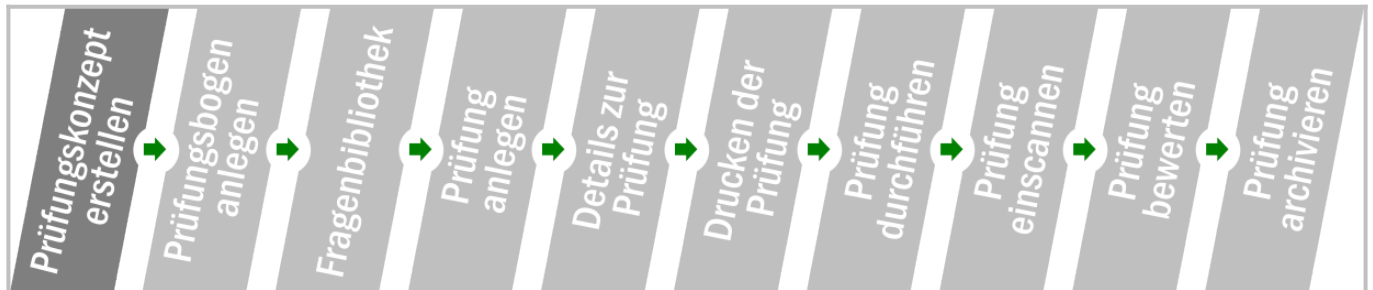 Prüfungskonzept
erstellen
Prüfungsbogen
anlegen
Fragenbibliothek
Prüfung
anlegen
Details zur
Prüfung
Drucken der
Prüfung
Prüfung
durchführen
Prüfung
einscannen
Prüfung
bewerten
Prüfung
archivieren